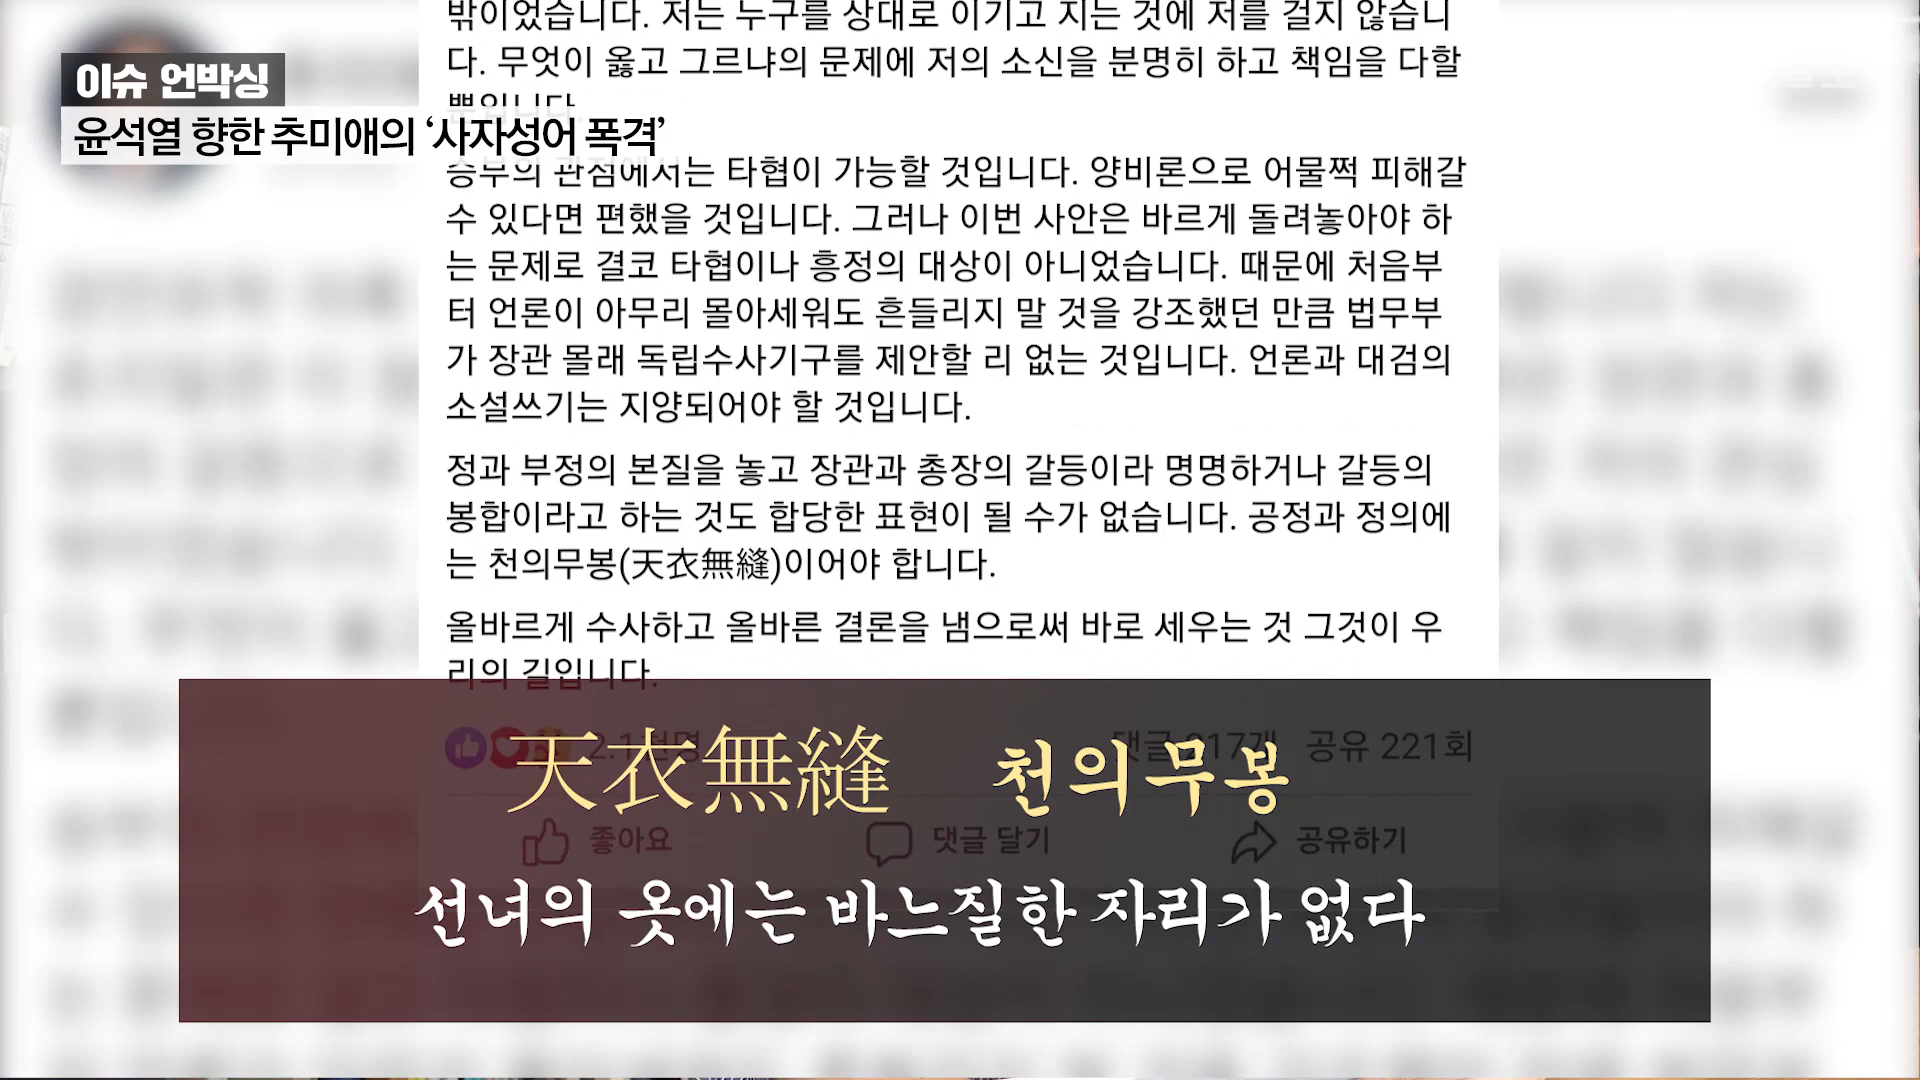 밖이었습니다. 저는 누구를 상대로 이기고 지는 것에 저를 걸지 않습니
다. 무엇이 옳고 그르냐의 문제에 저의 소신을 분명히 하고 책임을 다할
뿐입니다.
이슈 언박싱
윤석열 향한 추미애의 ‘사자성어 폭격’
승부의 관점에서는 타협이 가능할 것입니다. 양비론으로 어물쩍 피해갈
수 있다면 편했을 것입니다. 그러나 이번 사안은 바르게 돌려놓아야 하
는 문제로 결코 타협이나 흥정의 대상이 아니었습니다. 때문에 처음부
터 언론이 아무리 몰아세워도 흔들리지 말 것을 강조했던 만큼 법무부
가 장관 몰래 독립수사기구를 제안할 리 없는 것입니다. 언론과 대검의
소설쓰기는 지양되어야 할 것입니다.
정과 부정의 본질을 놓고 장관과 총장의 갈등이라 명명하거나 갈등의
봉합이라고 하는 것도 합당한 표현이 될 수가 없습니다. 공정과 정의에
는 천의무봉(天衣無縫)이어야 합니다.
올바르게 수사하고 올바른 결론을 냄으로써 바로 세우는 것 그것이 우
리의 길입니다.
2.1천명 댓글 917개 공유 221회
天衣無縫 천의무봉
좋아요 댓글 달기 공유하기
선녀의 옷에는 바느질한 자리가 없다